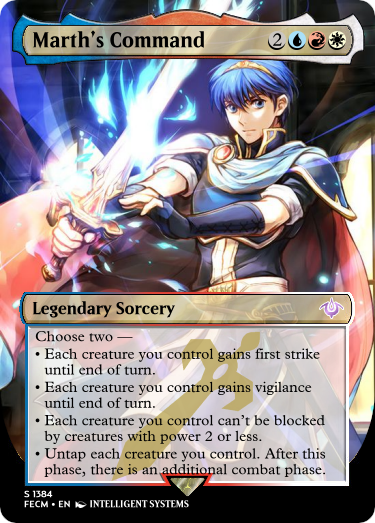 Marth's Command 2
Legendary Sorcery
Choose two —
• Each creature you control gains first strike
until end of turn.
• Each creature you control gains vigilance
until end of turn.
• Each creature you control can't be blocked
by creatures with power 2 or less.
• Untap each creature you control. After this
phase, there is an additional combat phase.
S 1384
FECM • EN INTELLIGENT SYSTEMS